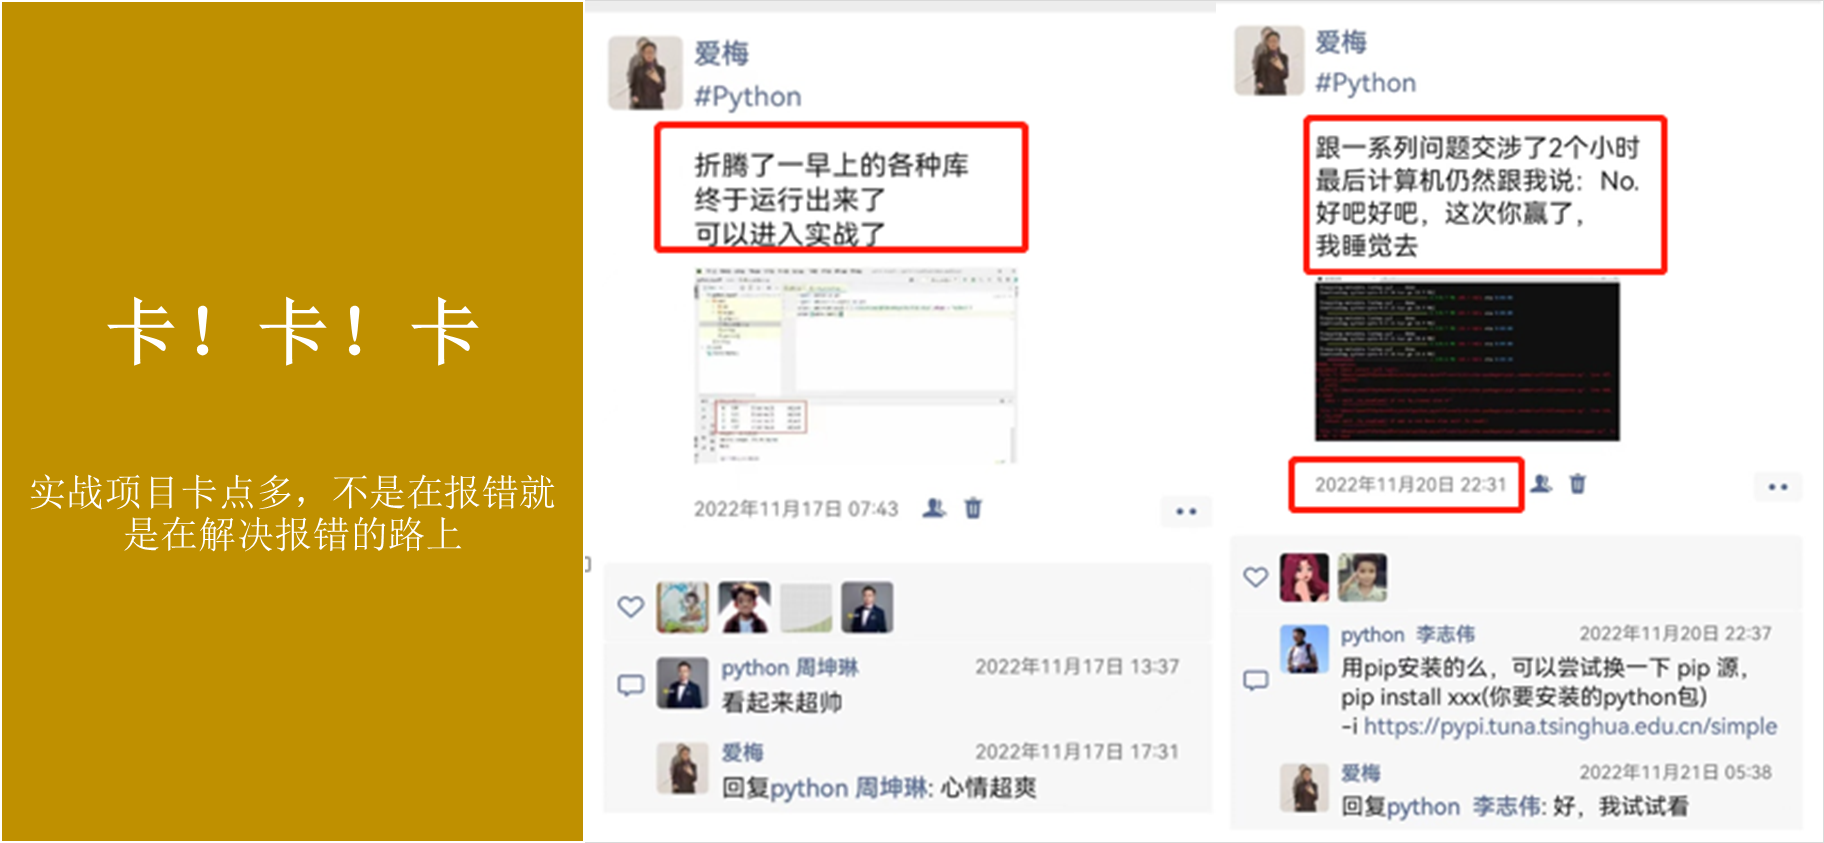 卡！卡！卡
实战项目卡点多，不是在报错就
是在解决报错的路上
爱梅
#Python
折腾了一早上的各种库
终于运行出来了
可以进入实战了
2022年11月17日 07:43
python 周坤琳
2022年11月17日 13:37
看起来超帅
爱梅
2022年11月17日 17:31
回复python 周坤琳: 心情超爽
爱梅
#Python
跟一系列问题交涉了2个小时
最后计算机仍然跟我说：No.
好吧好吧，这次你赢了，
我睡觉去
2022年11月20日 22:31
python 李志伟
2022年11月20日 22:37
用pip安装的么，可以尝试换一下 pip 源，
pip install xxx(你要安装的python包)
-i https://pypi.tuna.tsinghua.edu.cn/simple
爱梅
2022年11月21日 05:38
回复python 李志伟: 好，我试试看